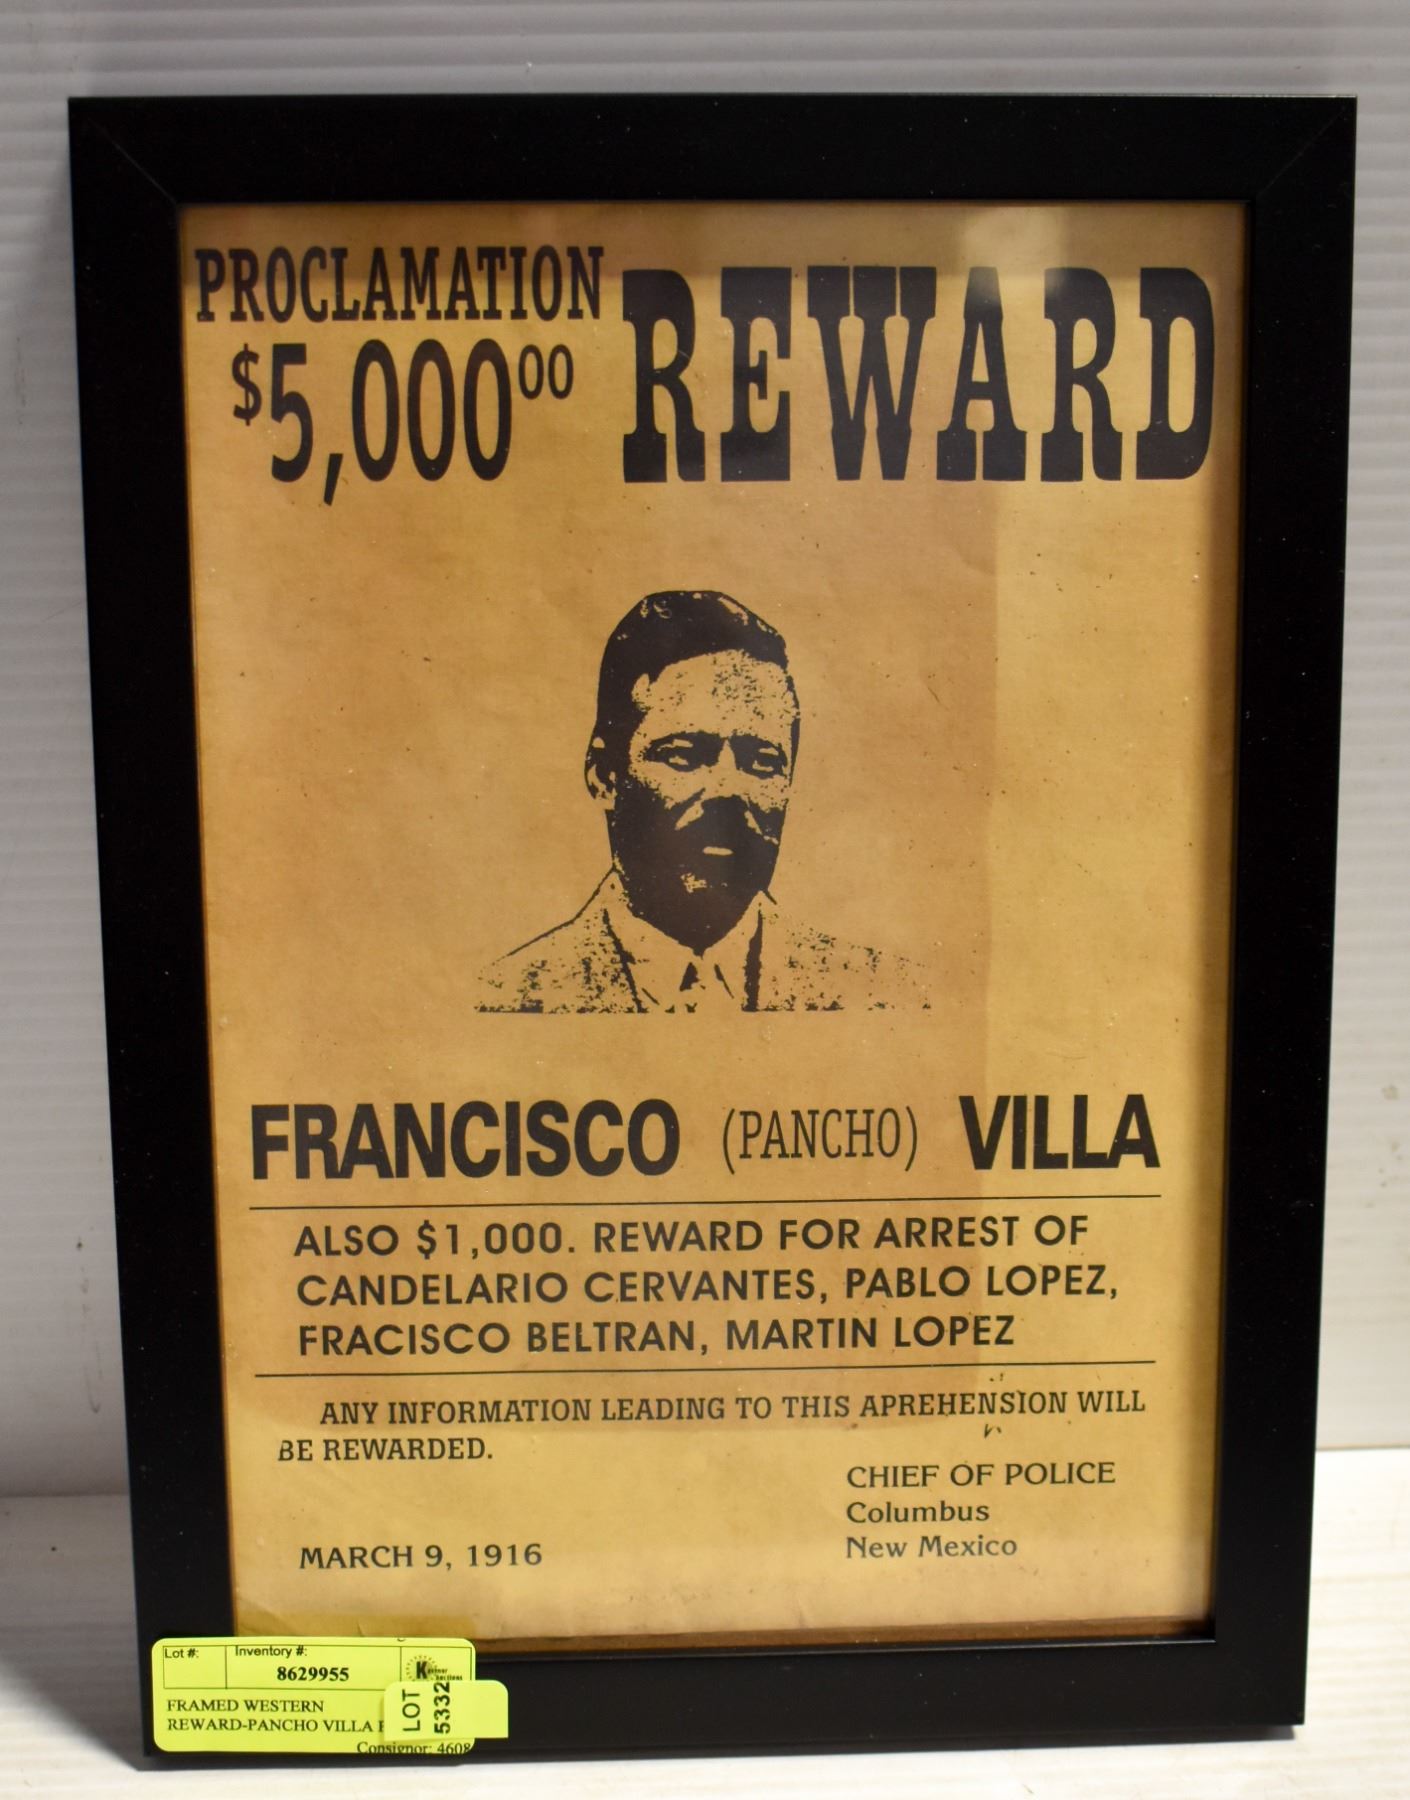 PROCLAMATION
$5,000⁰⁰ REWARD
FRANCISCO (PANCHO) VILLA
ALSO $1,000. REWARD FOR ARREST OF
CANDELARIO CERVANTES, PABLO LOPEZ,
FRACISCO BELTRAN, MARTIN LOPEZ
ANY INFORMATION LEADING TO THIS APREHENSION WILL
BE REWARDED.
CHIEF OF POLICE
Columbus
New Mexico
MARCH 9, 1916
Lot #: Inventory #:
8629955
FRAMED WESTERN
REWARD-PANCHO VILLA
Consignor: 4608
LOT
5332